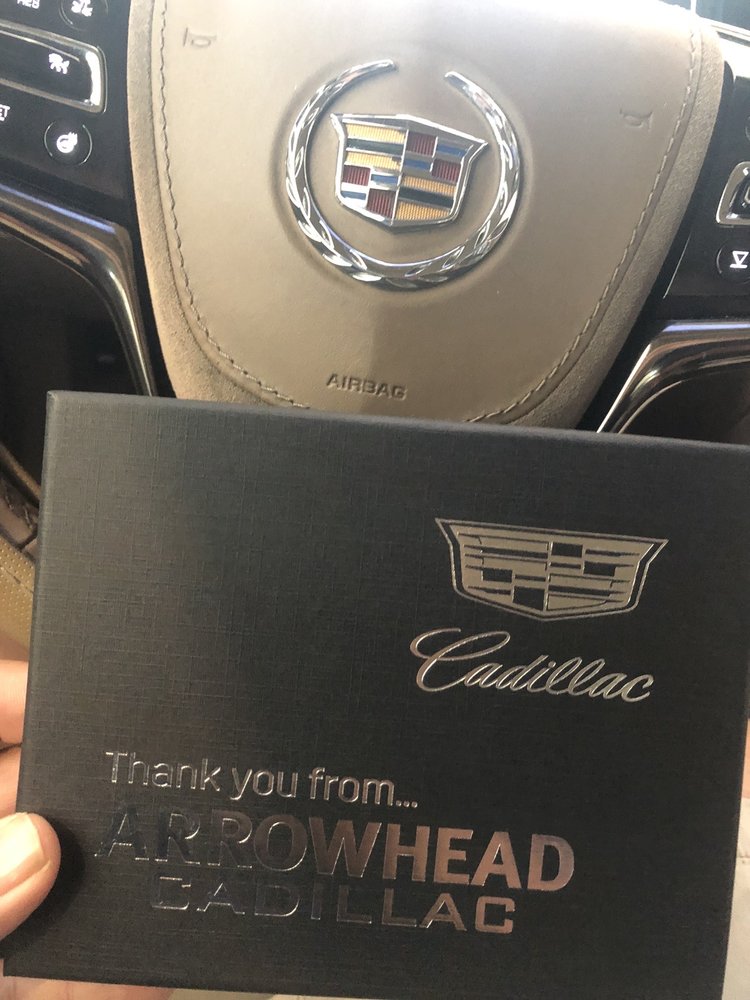 AIRBAG
Cadillac
Thank you from...
ARROWHEAD
CADILLAC